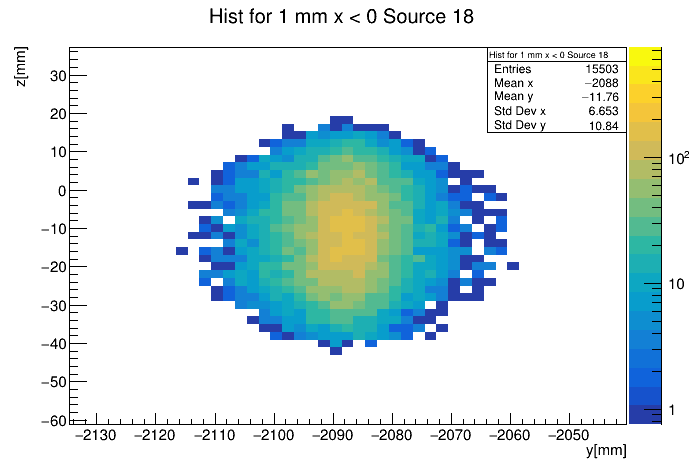 Hist for 1 mm x < 0 Source 18
z[mm]
Hist for 1 mm x < 0 Source 18
Entries 15503
Mean x −2088
Mean y −11.76
Std Dev x 6.653
Std Dev y 10.84
30
20
10
0
−10
−20
−30
−40
−50
−60
10²
10
1
−2130 −2120 −2110 −2100 −2090 −2080 −2070 −2060 −2050
y[mm]